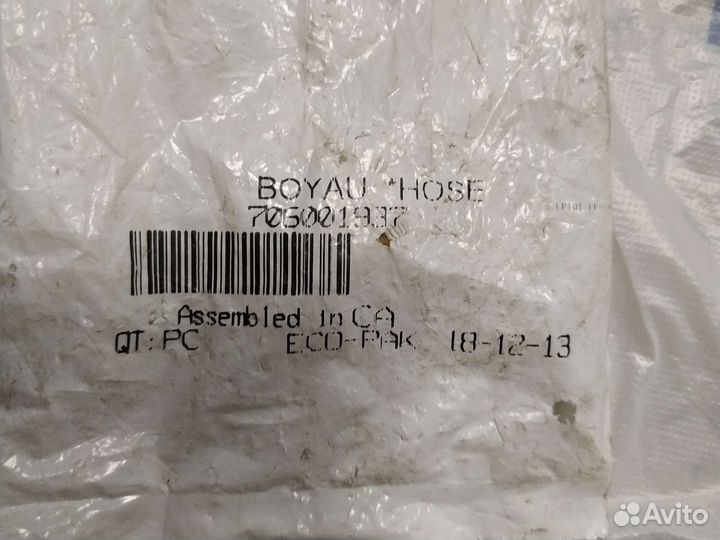 BOYAU *HOSE
706001937
Assembled in CA
QT: PC ECO-PAK 18-12-13
Avito